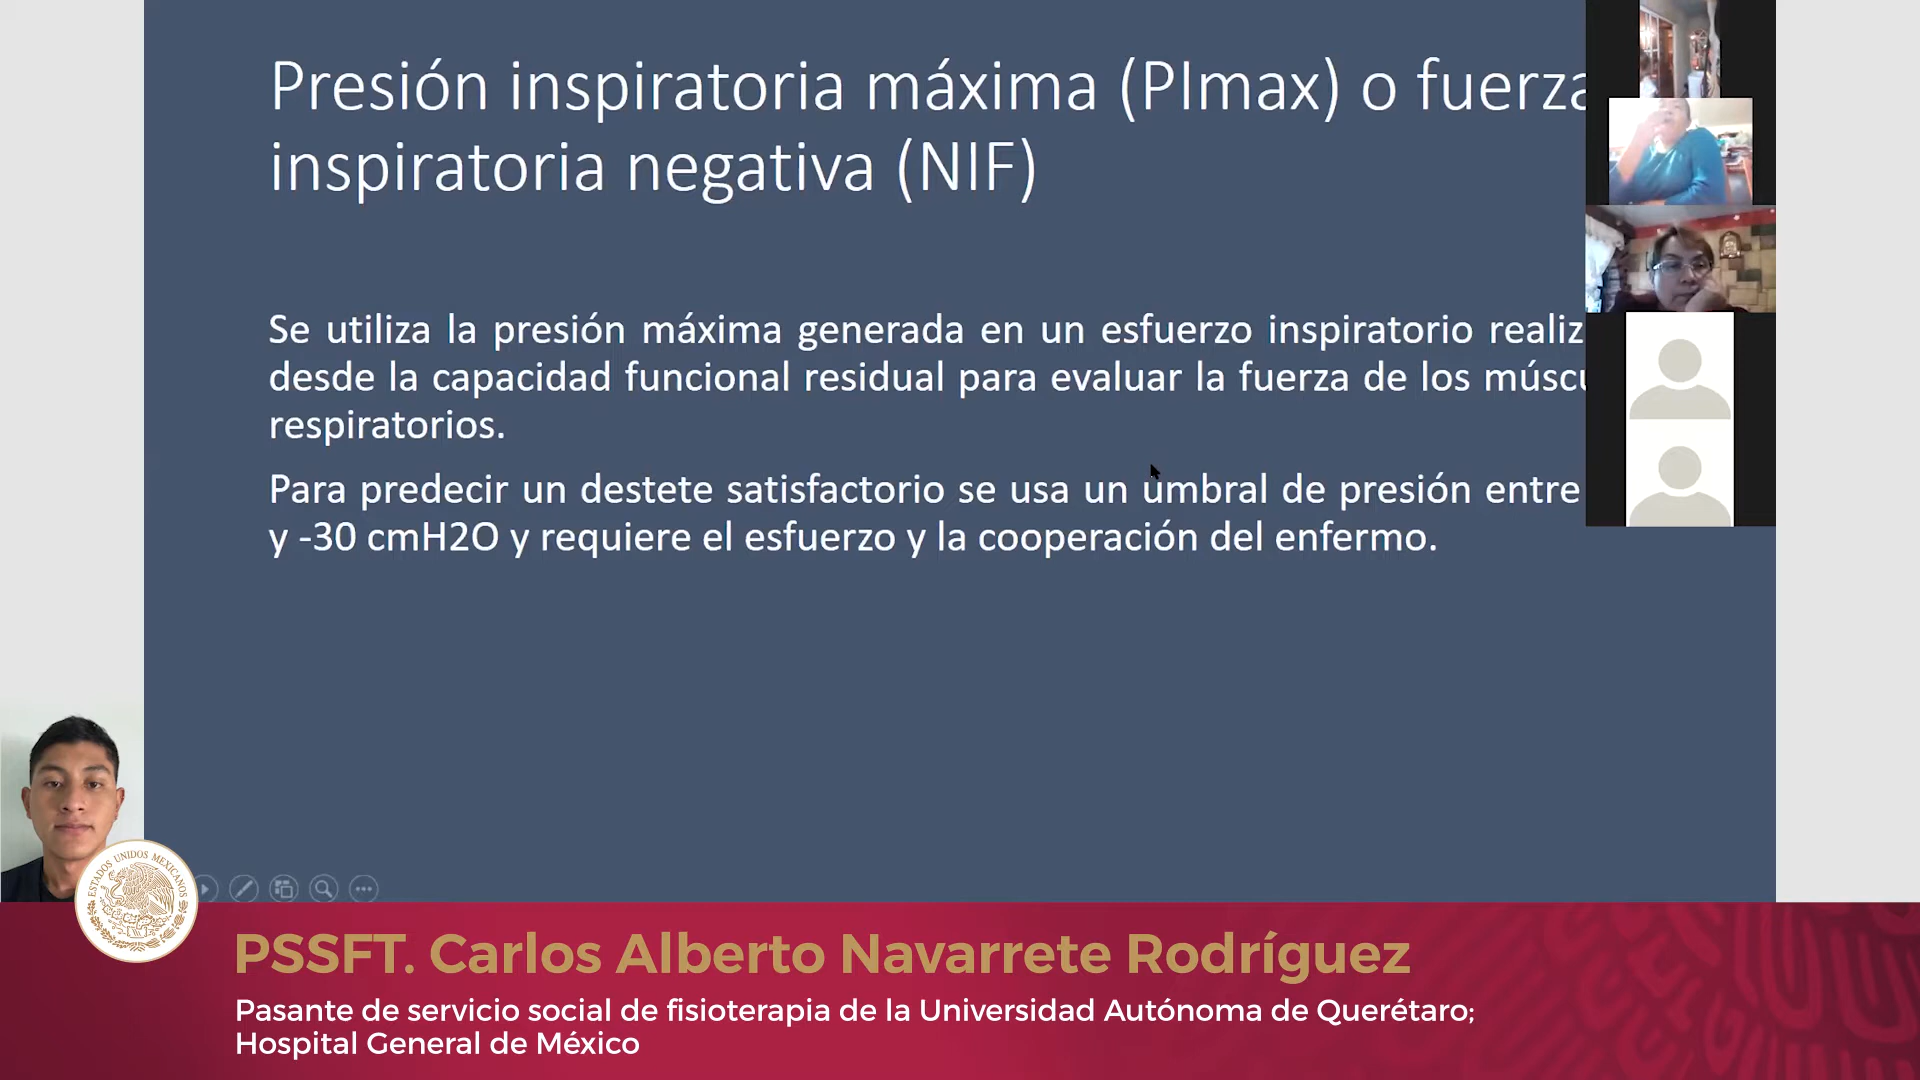 Presión inspiratoria máxima (PImax) o fuerza
inspiratoria negativa (NIF)
Se utiliza la presión máxima generada en un esfuerzo inspiratorio realiz
desde la capacidad funcional residual para evaluar la fuerza de los múscu
respiratorios.
Para predecir un destete satisfactorio se usa un umbral de presión entre
y -30 cmH2O y requiere el esfuerzo y la cooperación del enfermo.
ESTADOS UNIDOS MEXICANOS
PSSFT. Carlos Alberto Navarrete Rodríguez
Pasante de servicio social de fisioterapia de la Universidad Autónoma de Querétaro;
Hospital General de México